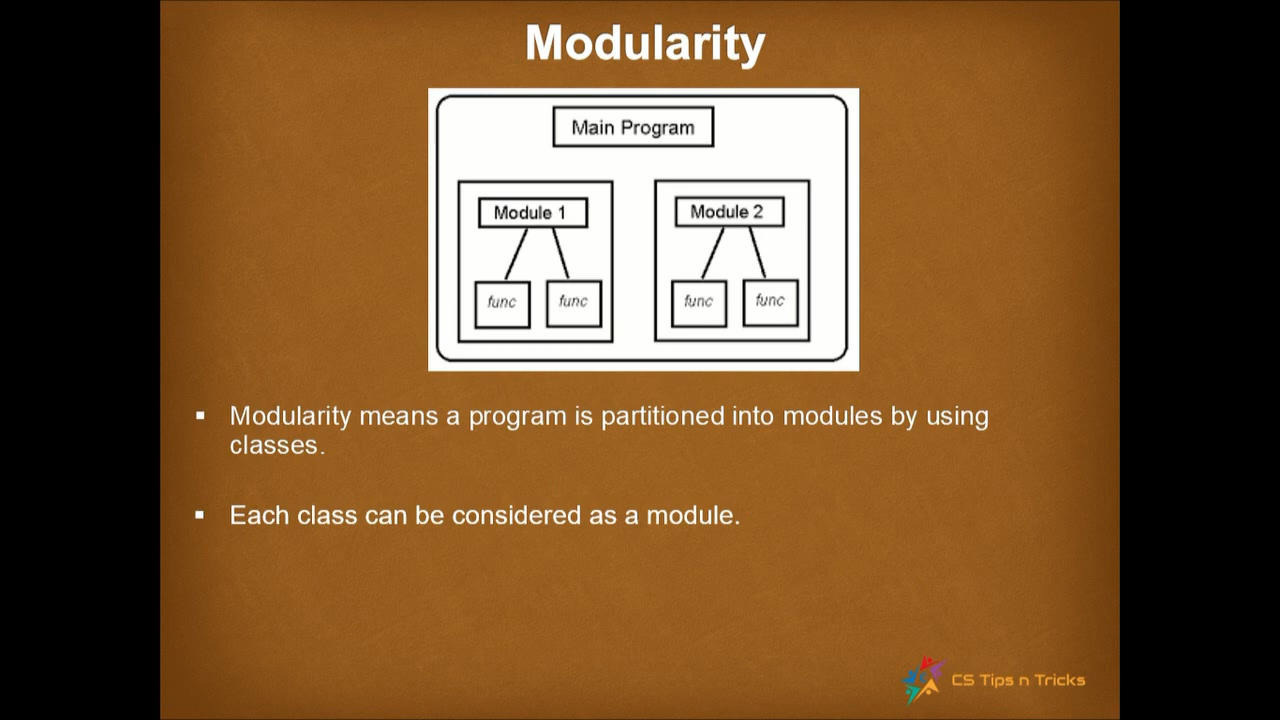 Modularity
Main Program
Module 1
Module 2
func
func
func
func
▪ Modularity means a program is partitioned into modules by using
classes.
▪ Each class can be considered as a module.
CS Tips n Tricks